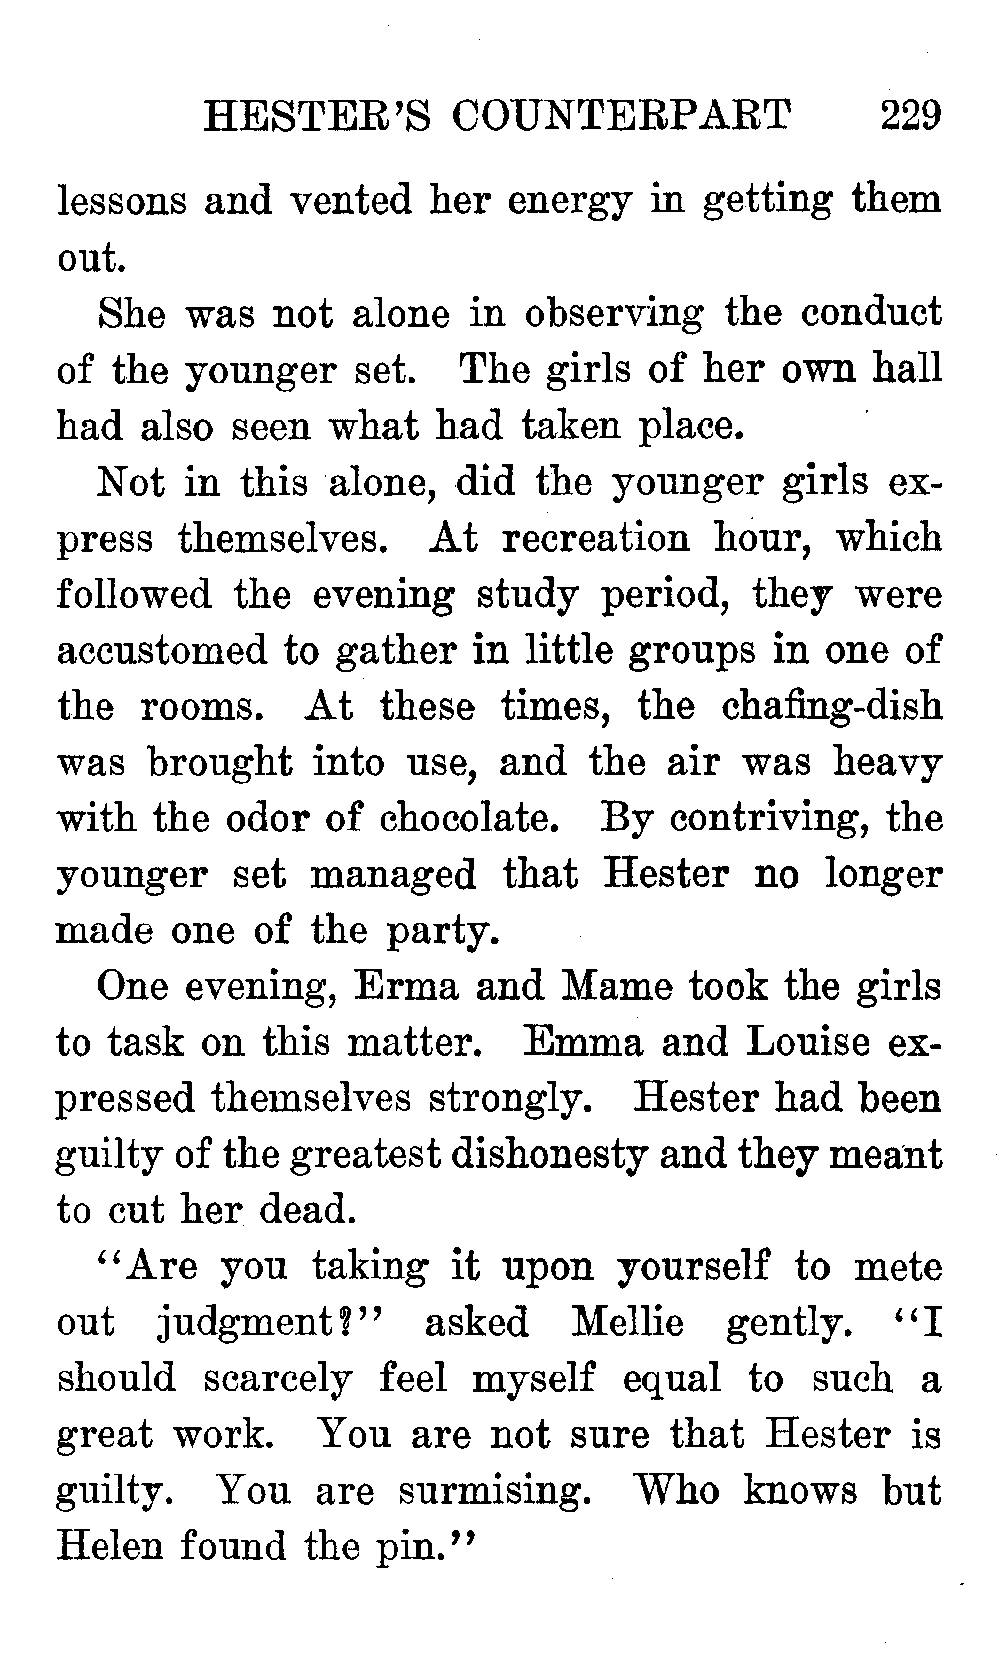 HESTER'S COUNTERPART 229
lessons and vented her energy in getting them
out.
She was not alone in observing the conduct
of the younger set. The girls of her own hall
had also seen what had taken place.
Not in this alone, did the younger girls ex-
press themselves. At recreation hour, which
followed the evening study period, they were
accustomed to gather in little groups in one of
the rooms. At these times, the chafing-dish
was brought into use, and the air was heavy
with the odor of chocolate. By contriving, the
younger set managed that Hester no longer
made one of the party.
One evening, Erma and Mame took the girls
to task on this matter. Emma and Louise ex-
pressed themselves strongly. Hester had been
guilty of the greatest dishonesty and they meant
to cut her dead.
"Are you taking it upon yourself to mete
out judgment?" asked Mellie gently. "I
should scarcely feel myself equal to such a
great work. You are not sure that Hester is
guilty. You are surmising. Who knows but
Helen found the pin."